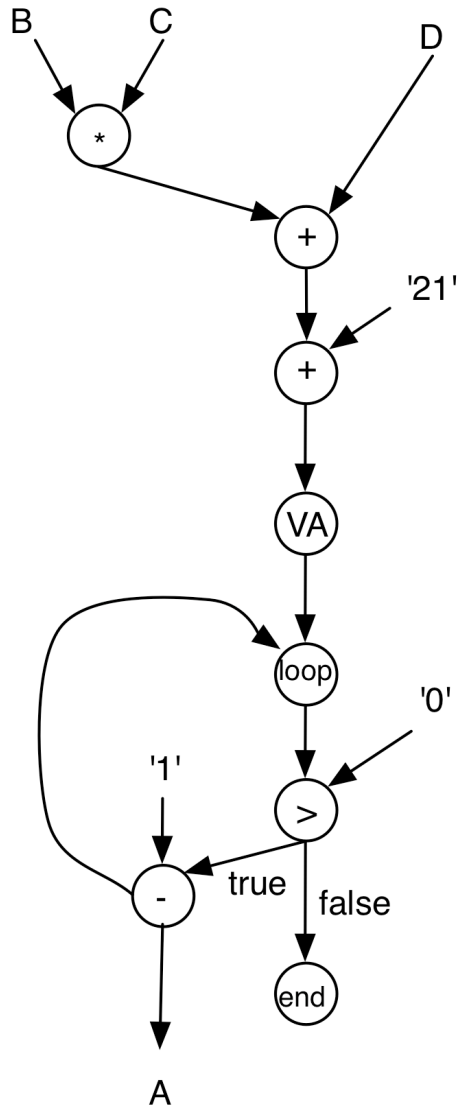 B
C
D
*
+
'21'
+
VA
loop
'0'
'1'
>
true
-
false
end
A